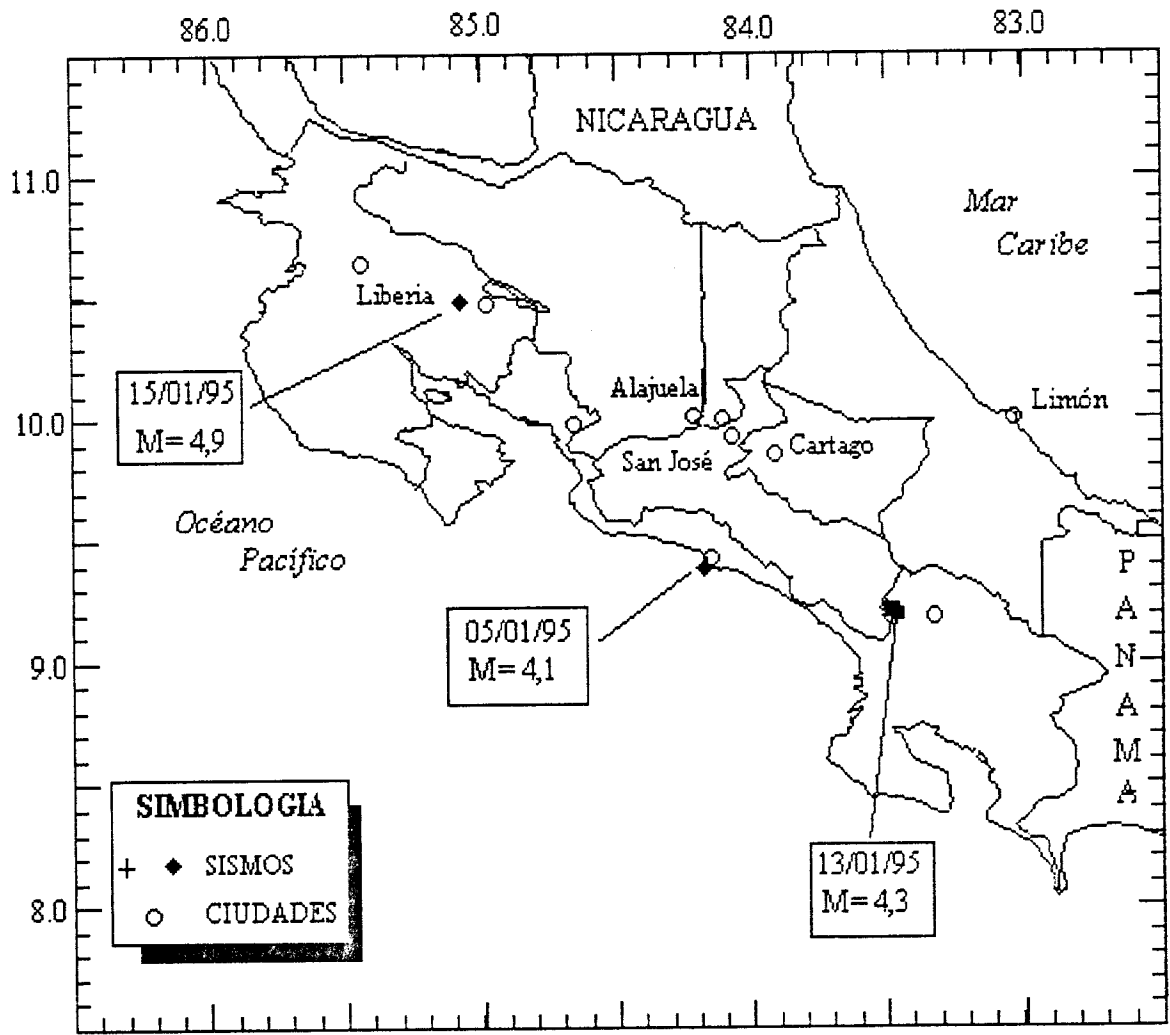 86.0 85.0 84.0 83.0
NICARAGUA
11.0
Mar
Caribe
Liberia
15/01/95
M= 4,9
Alajuela
Limón
10.0
San José
Cartago
Océano
Pacífico
P
A
N
A
M
A
05/01/95
M= 4,1
9.0
SIMBOLOGIA
+ SISMOS
CIUDADES
13/01/95
M= 4,3
8.0